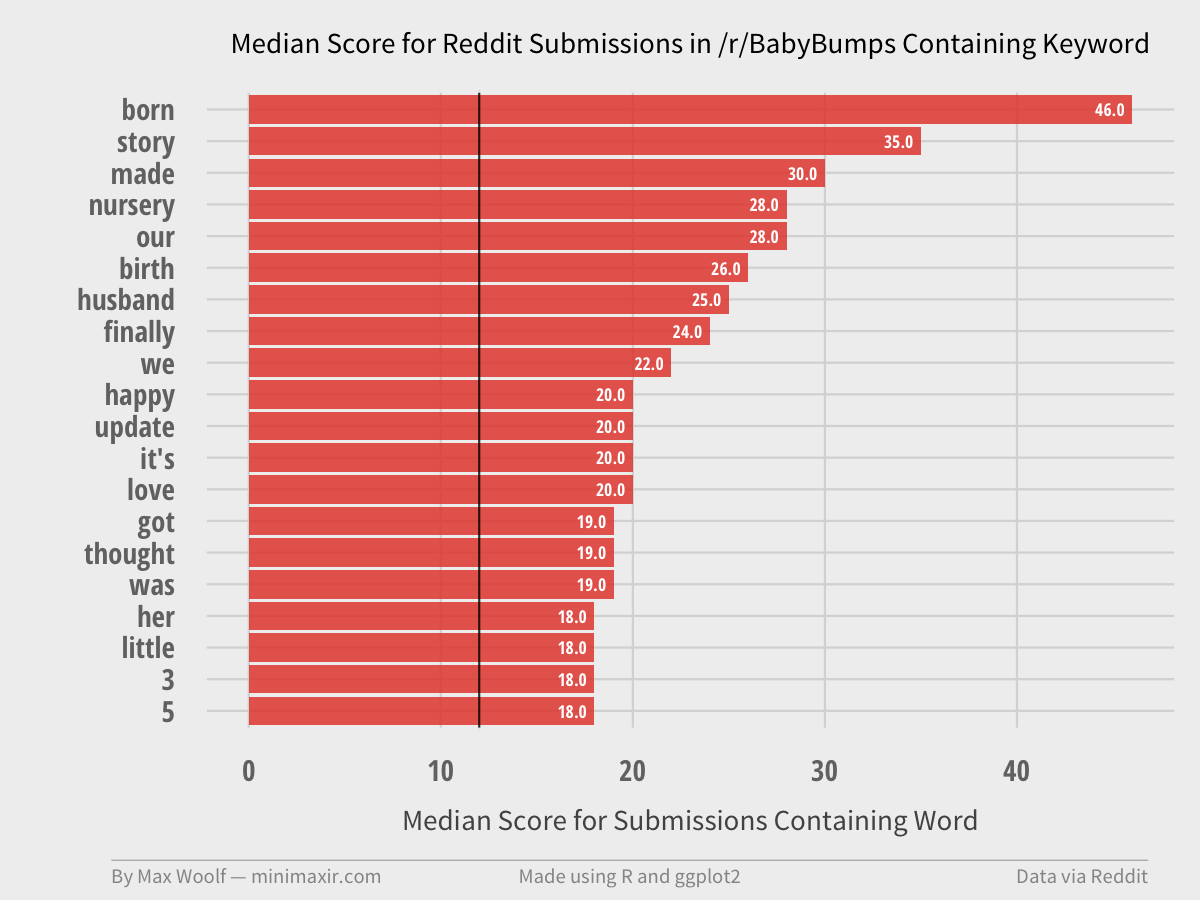 Median Score for Reddit Submissions in /r/BabyBumps Containing Keyword
born 46.0
story 35.0
made 30.0
nursery 28.0
our 28.0
birth 26.0
husband 25.0
finally 24.0
we 22.0
happy 20.0
update 20.0
it's 20.0
love 20.0
got 19.0
thought 19.0
was 19.0
her 18.0
little 18.0
3 18.0
5 18.0
0 10 20 30 40
Median Score for Submissions Containing Word
By Max Woolf — minimaxir.com Made using R and ggplot2 Data via Reddit